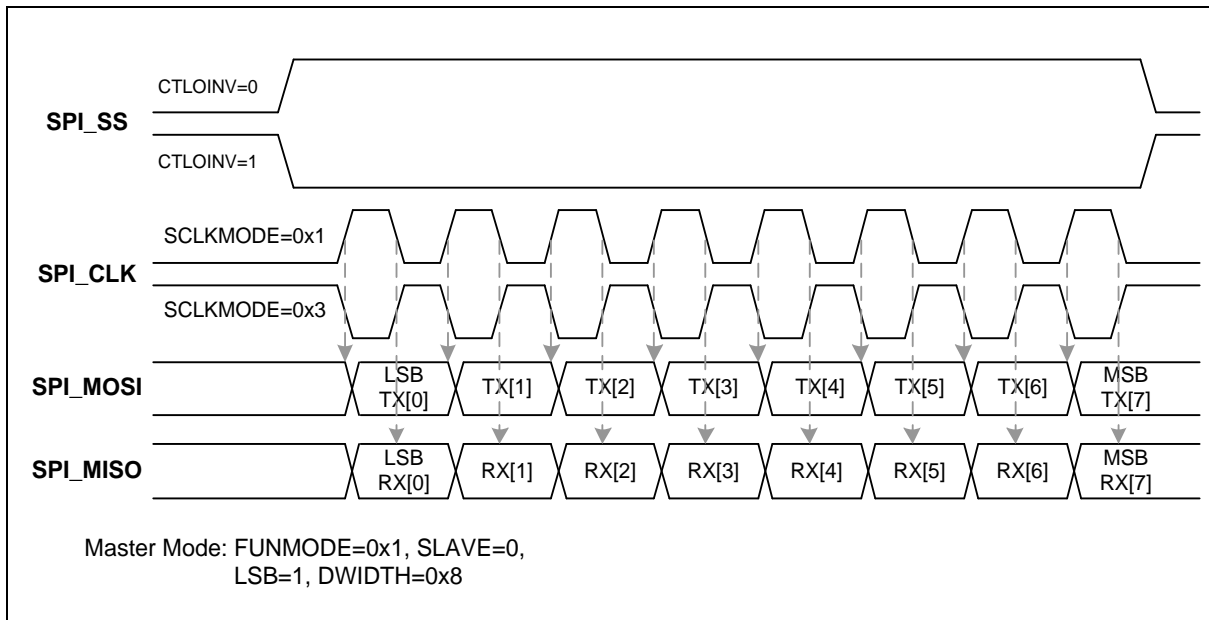 CTLOINV=0
SPI_SS
CTLOINV=1
SCLKMODE=0x1
SPI_CLK
SCLKMODE=0x3
SPI_MOSI
LSB TX[0]
TX[1]
TX[2]
TX[3]
TX[4]
TX[5]
TX[6]
MSB TX[7]
SPI_MISO
LSB RX[0]
RX[1]
RX[2]
RX[3]
RX[4]
RX[5]
RX[6]
MSB RX[7]
Master Mode: FUNMODE=0x1, SLAVE=0,
LSB=1, DWIDTH=0x8